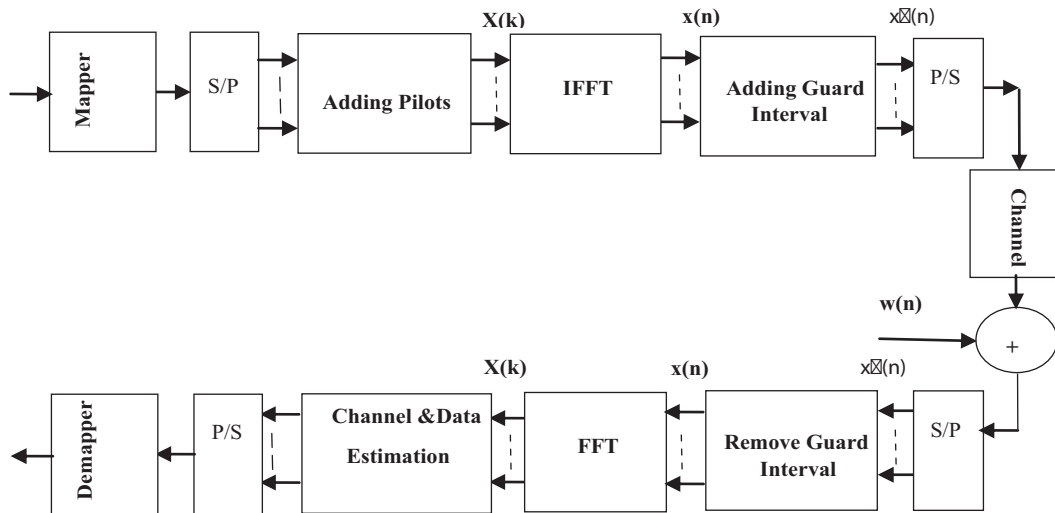 X(k)
x(n)
x(n)
Mapper
S/P
Adding Pilots
IFFT
Adding Guard
Interval
P/S
Channel
w(n)
+
X(k)
x(n)
x(n)
Demapper
P/S
Channel &Data
Estimation
FFT
Remove Guard
Interval
S/P